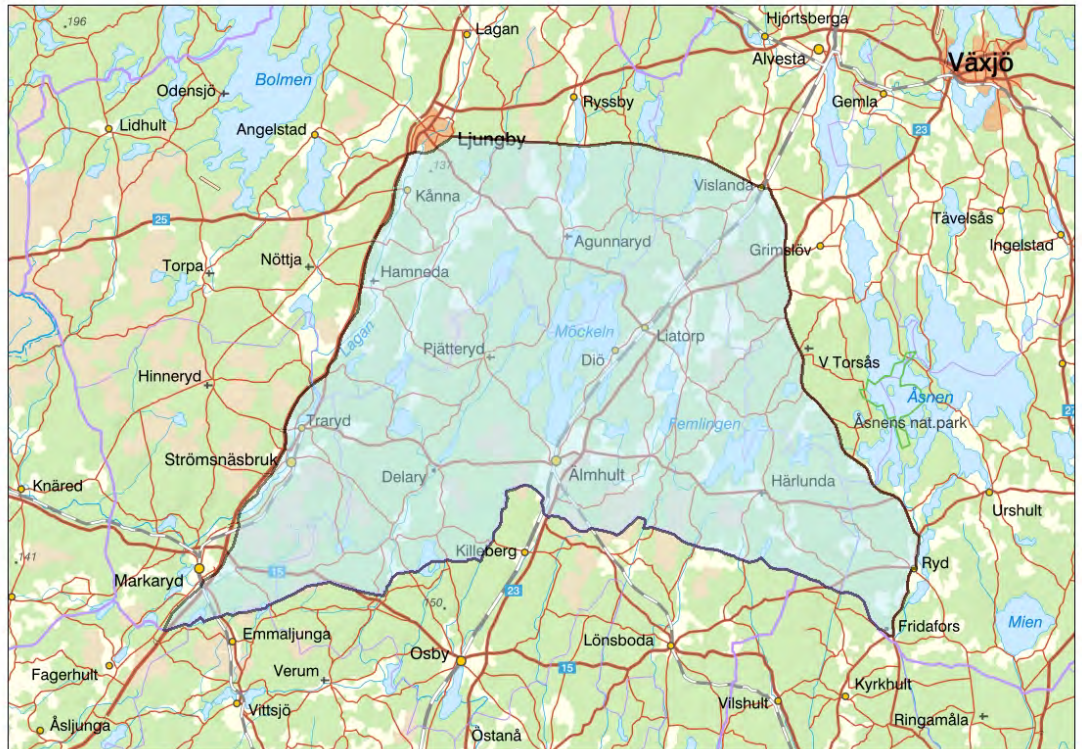 196
Lagan
Hjortsberga
Alvesta
Växjö
Bolmen
Odensjö
Ryssby
Gemla
Lidhult
Angelstad
Ljungby
23
137
Kånna
Vislanda
25
Tävelsås
Agunnaryd
Grimslöv
Ingelstad
Torpa
Nöttja
Hamneda
Lagan
Möckeln
Liatorp
Pjätteryd
Diö
V Torsås
Hinneryd
Åsnen
Femlingen
Åsnens nat.park
27
Traryd
Strömsnäsbruk
Delary
Älmhult
Härlunda
Knäred
Urshult
141
Killeberg
Markaryd
15
Ryd
23
150
Fridafors
Mien
Emmaljunga
Lönsboda
Osby
15
Fagerhult
Verum
Kyrkhult
Vittsjö
Vilshult
Ringamåla
Åsljunga
Östanå